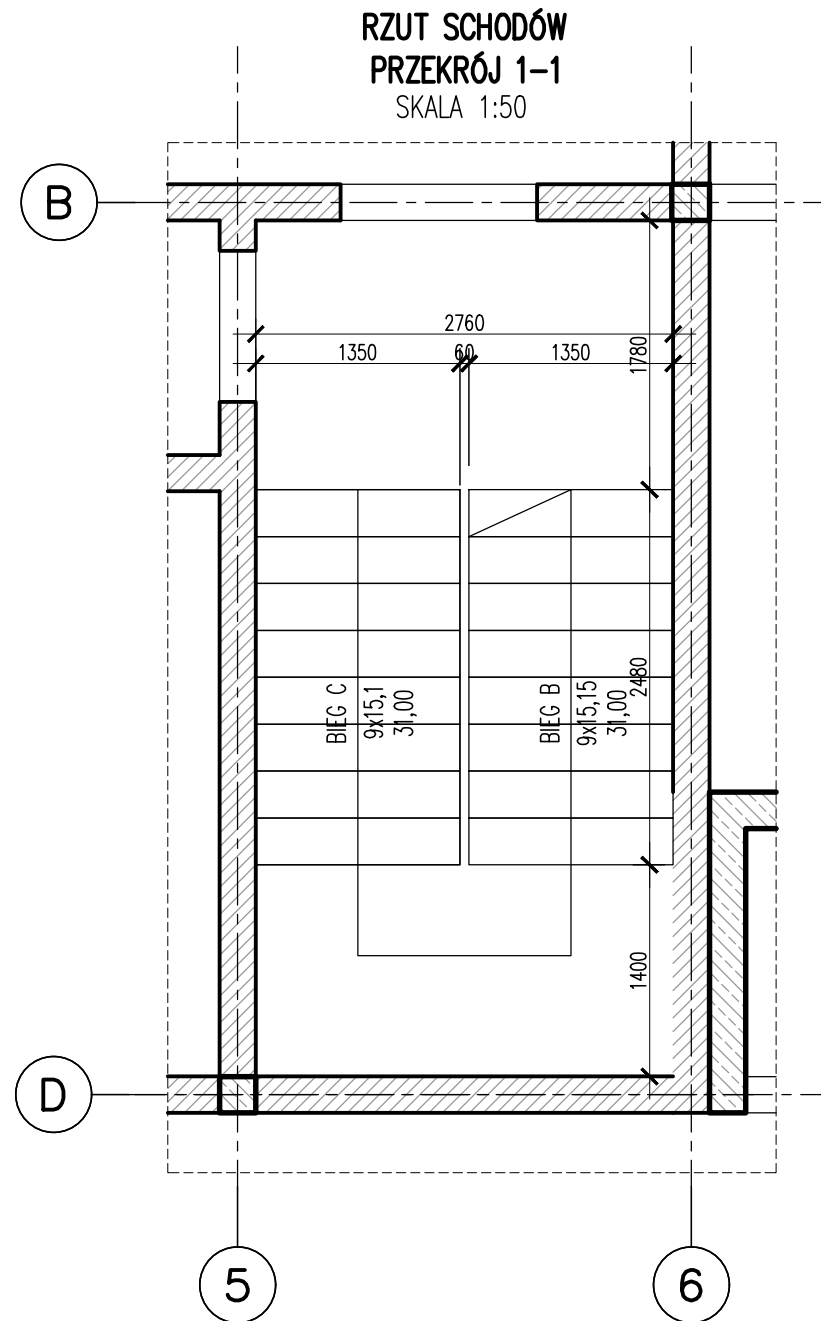 RZUT SCHODÓW
PRZEKRÓJ 1-1
SKALA 1:50
B
2760
1350
60
1350
1780
BIEG C
9x15,1
31,00
BIEG B
9x15,15
31,00
2480
1400
D
5
6